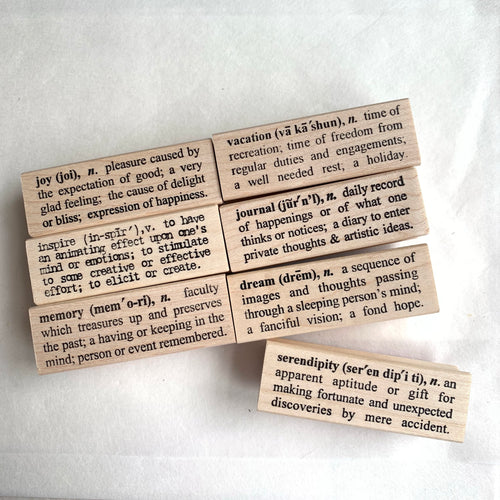 joy (joi), n. pleasure caused by
the expectation of good; a very
glad feeling; the cause of delight
or bliss; expression of happiness.
vacation (vā kā′shun), n. time of
recreation; time of freedom from
regular duties and engagements;
a well needed rest; a holiday.
inspire (in-spīr′),v. to have
an animating effect upon one's
mind or emotions; to stimulate
to some creative or effective
effort; to elicit or create.
journal (jŭr′n'l), n. daily record
of happenings or of what one
thinks or notices; a diary to enter
private thoughts & artistic ideas.
memory (mem′o-ri), n. faculty
which treasures up and preserves
the past; a having or keeping in the
mind; person or event remembered.
dream (drēm), n. a sequence of
images and thoughts passing
through a sleeping person's mind;
a fanciful vision; a fond hope.
serendipity (ser′en dip′i ti), n. an
apparent aptitude or gift for
making fortunate and unexpected
discoveries by mere accident.